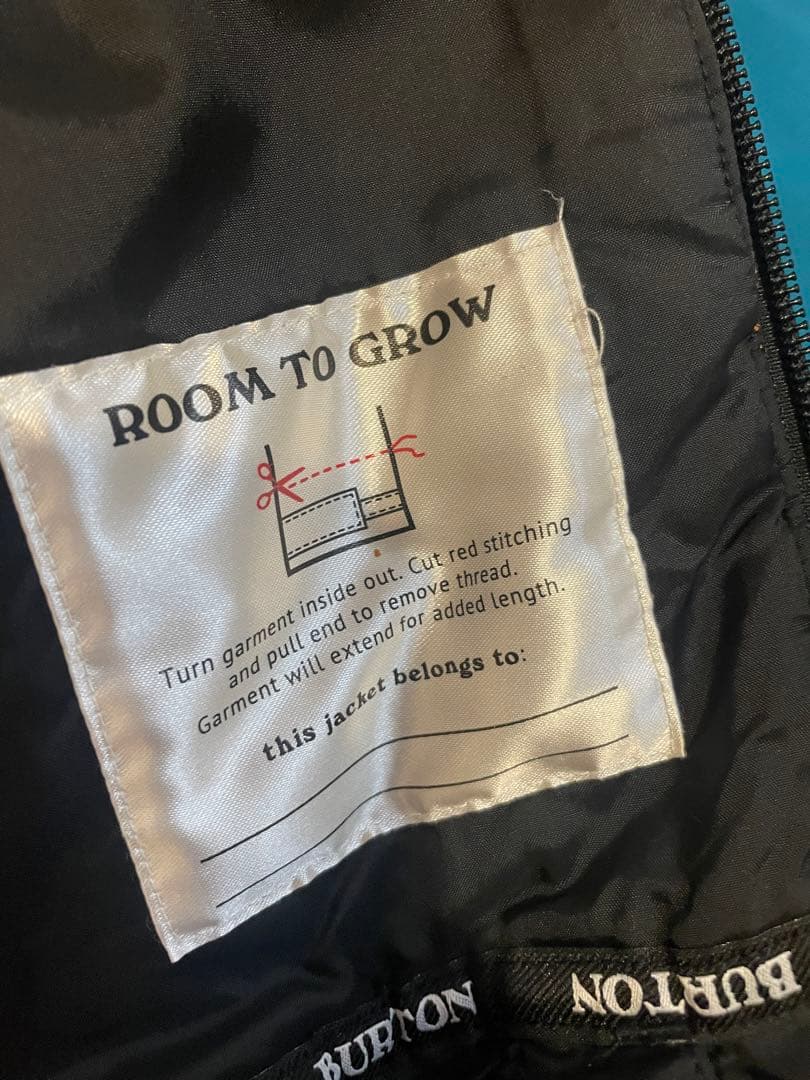 ROOM TO GROW
Turn garment inside out. Cut red stitching
and pull end to remove thread.
Garment will extend for added length.
this jacket belongs to:
BURTON
BURTON